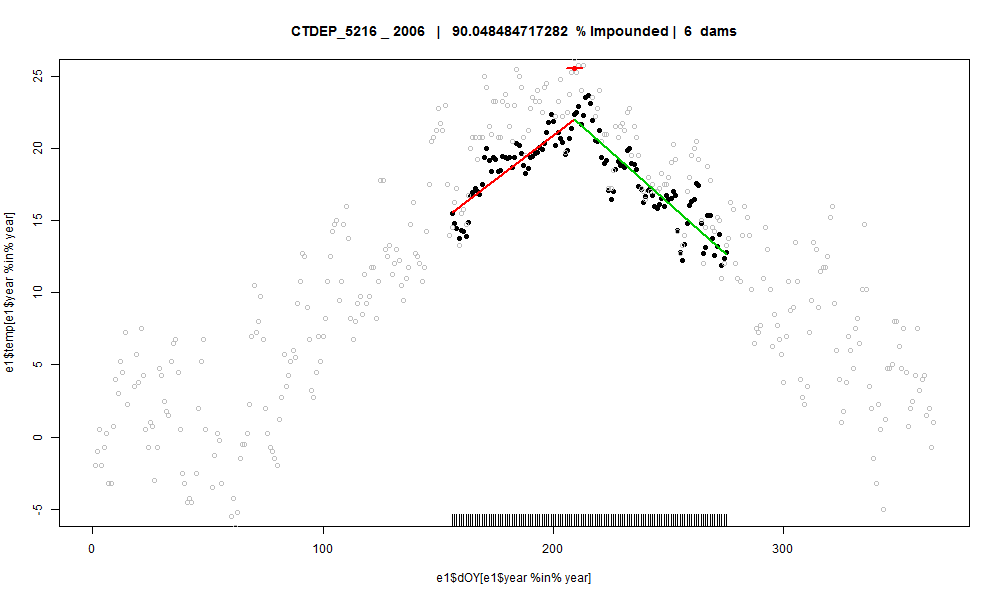 CTDEP_5216 _ 2006 | 90.048484717282 % Impounded | 6 dams
e1$temp[e1$year %in% year]
25
20
15
10
5
0
-5
0 100 200 300
e1$dOY[e1$year %in% year]